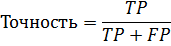 Точность = TP / (TP + FP)